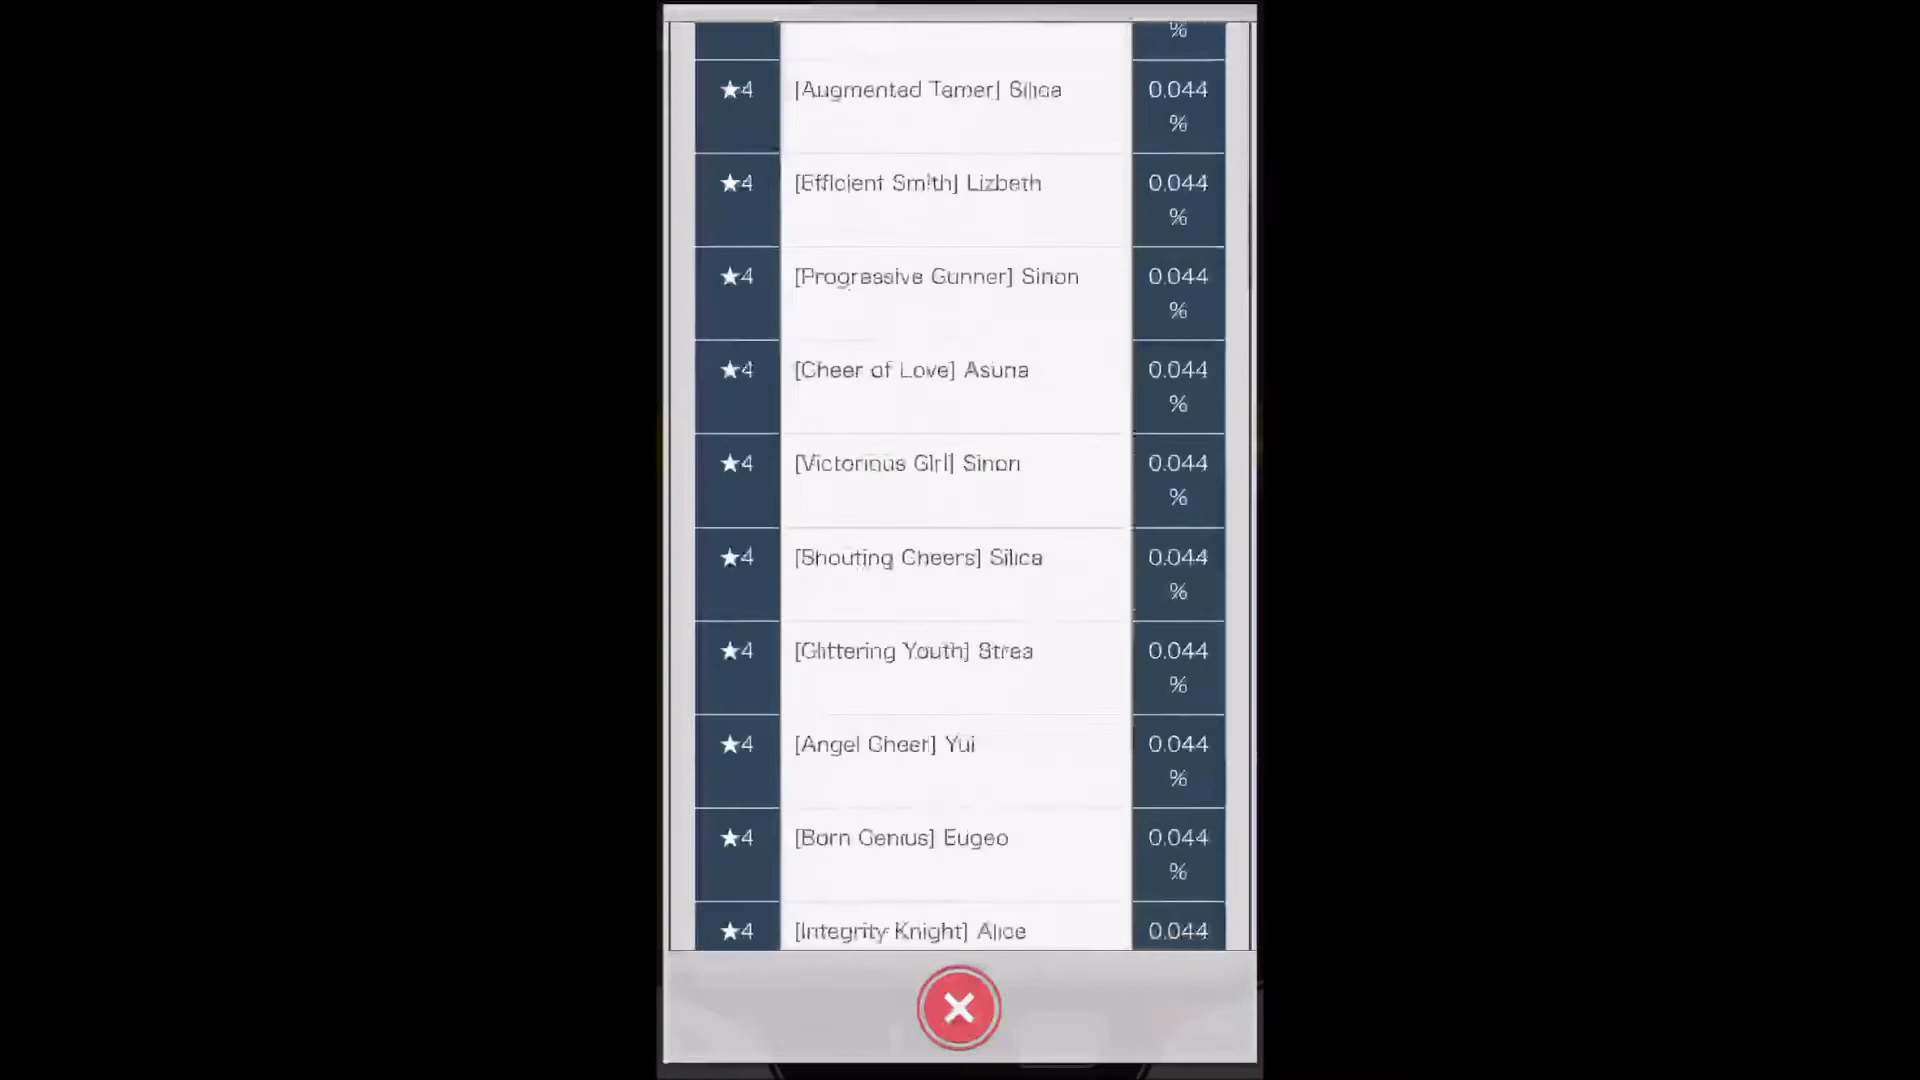 %
★4 [Augmented Tamer] Silica 0.044
%
★4 [Efficient Smith] Lizbeth 0.044
%
★4 [Progressive Gunner] Sinon 0.044
%
★4 [Cheer of Love] Asuna 0.044
%
★4 [Victorious Girl] Sinon 0.044
%
★4 [Shouting Cheers] Silica 0.044
%
★4 [Glittering Youth] Strea 0.044
%
★4 [Angel Cheer] Yui 0.044
%
★4 [Born Genius] Eugeo 0.044
%
★4 [Integrity Knight] Alice 0.044